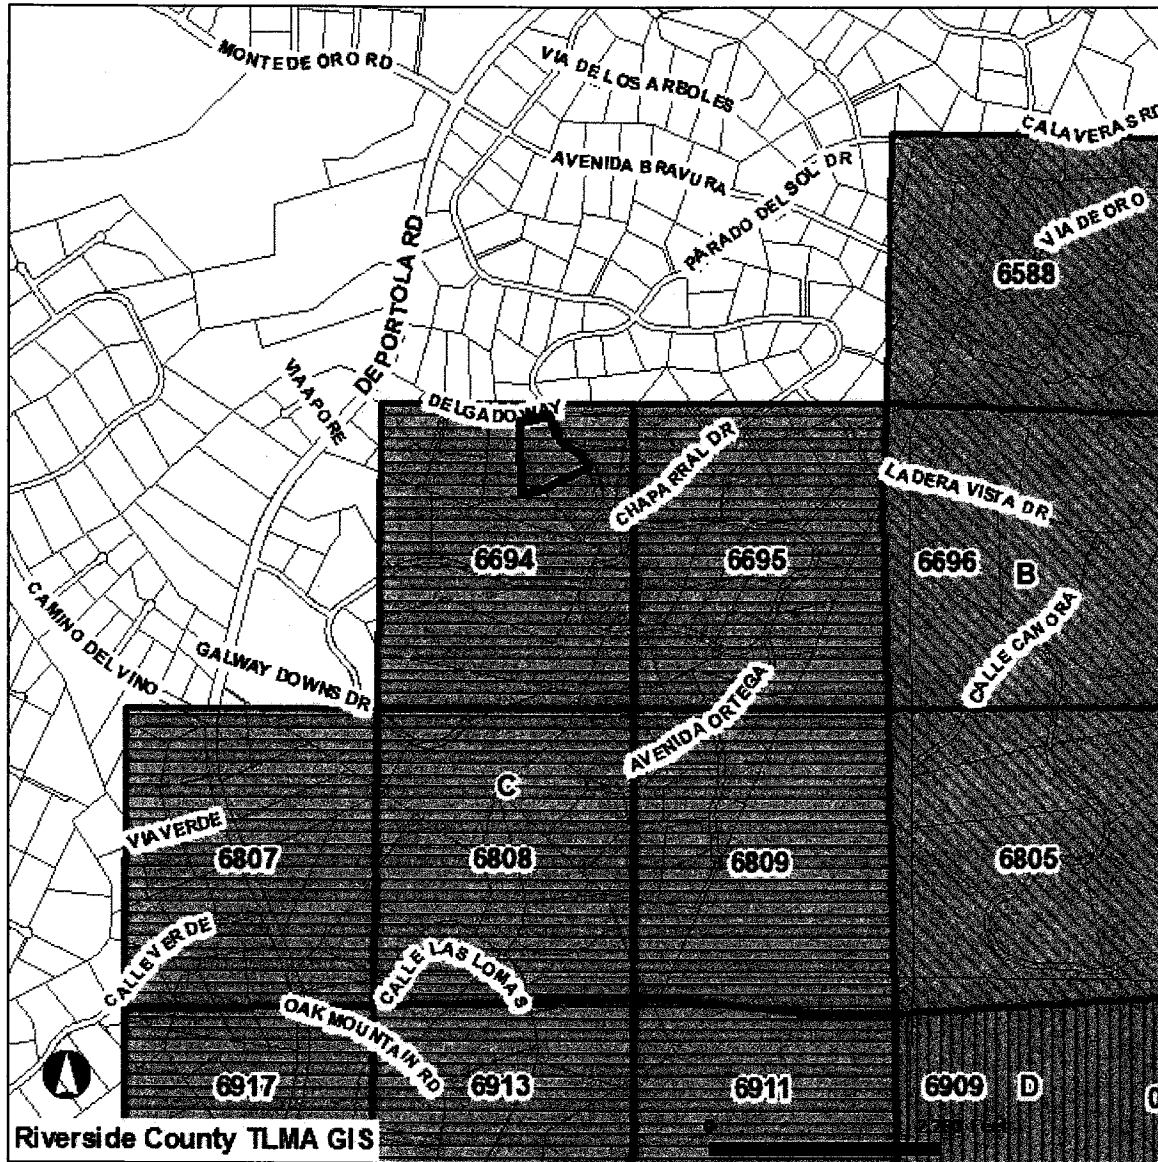 MONTE DE ORO RD
VIA DE LOS ARBOLES
CALAVERAS RD
AVENIDA BRAVURA
PARADO DEL SOL DR
VIA DE ORO
6588
DE PORTOLA RD
VIA APORE
DELGADO WAY
CHAPARRAL DR
LADERA VISTA DR
6694
6695
6696
B
CAMINO DEL VINO
GALWAY DOWNS DR
CALLE CANORA
AVENIDA ORTEGA
C
VIA VERDE
6807
6808
6809
6805
CALLE VERDE
CALLE LAS LOMAS
OAK MOUNTAIN RD
6917
6913
6911
6909
D
Riverside County TLMA GIS